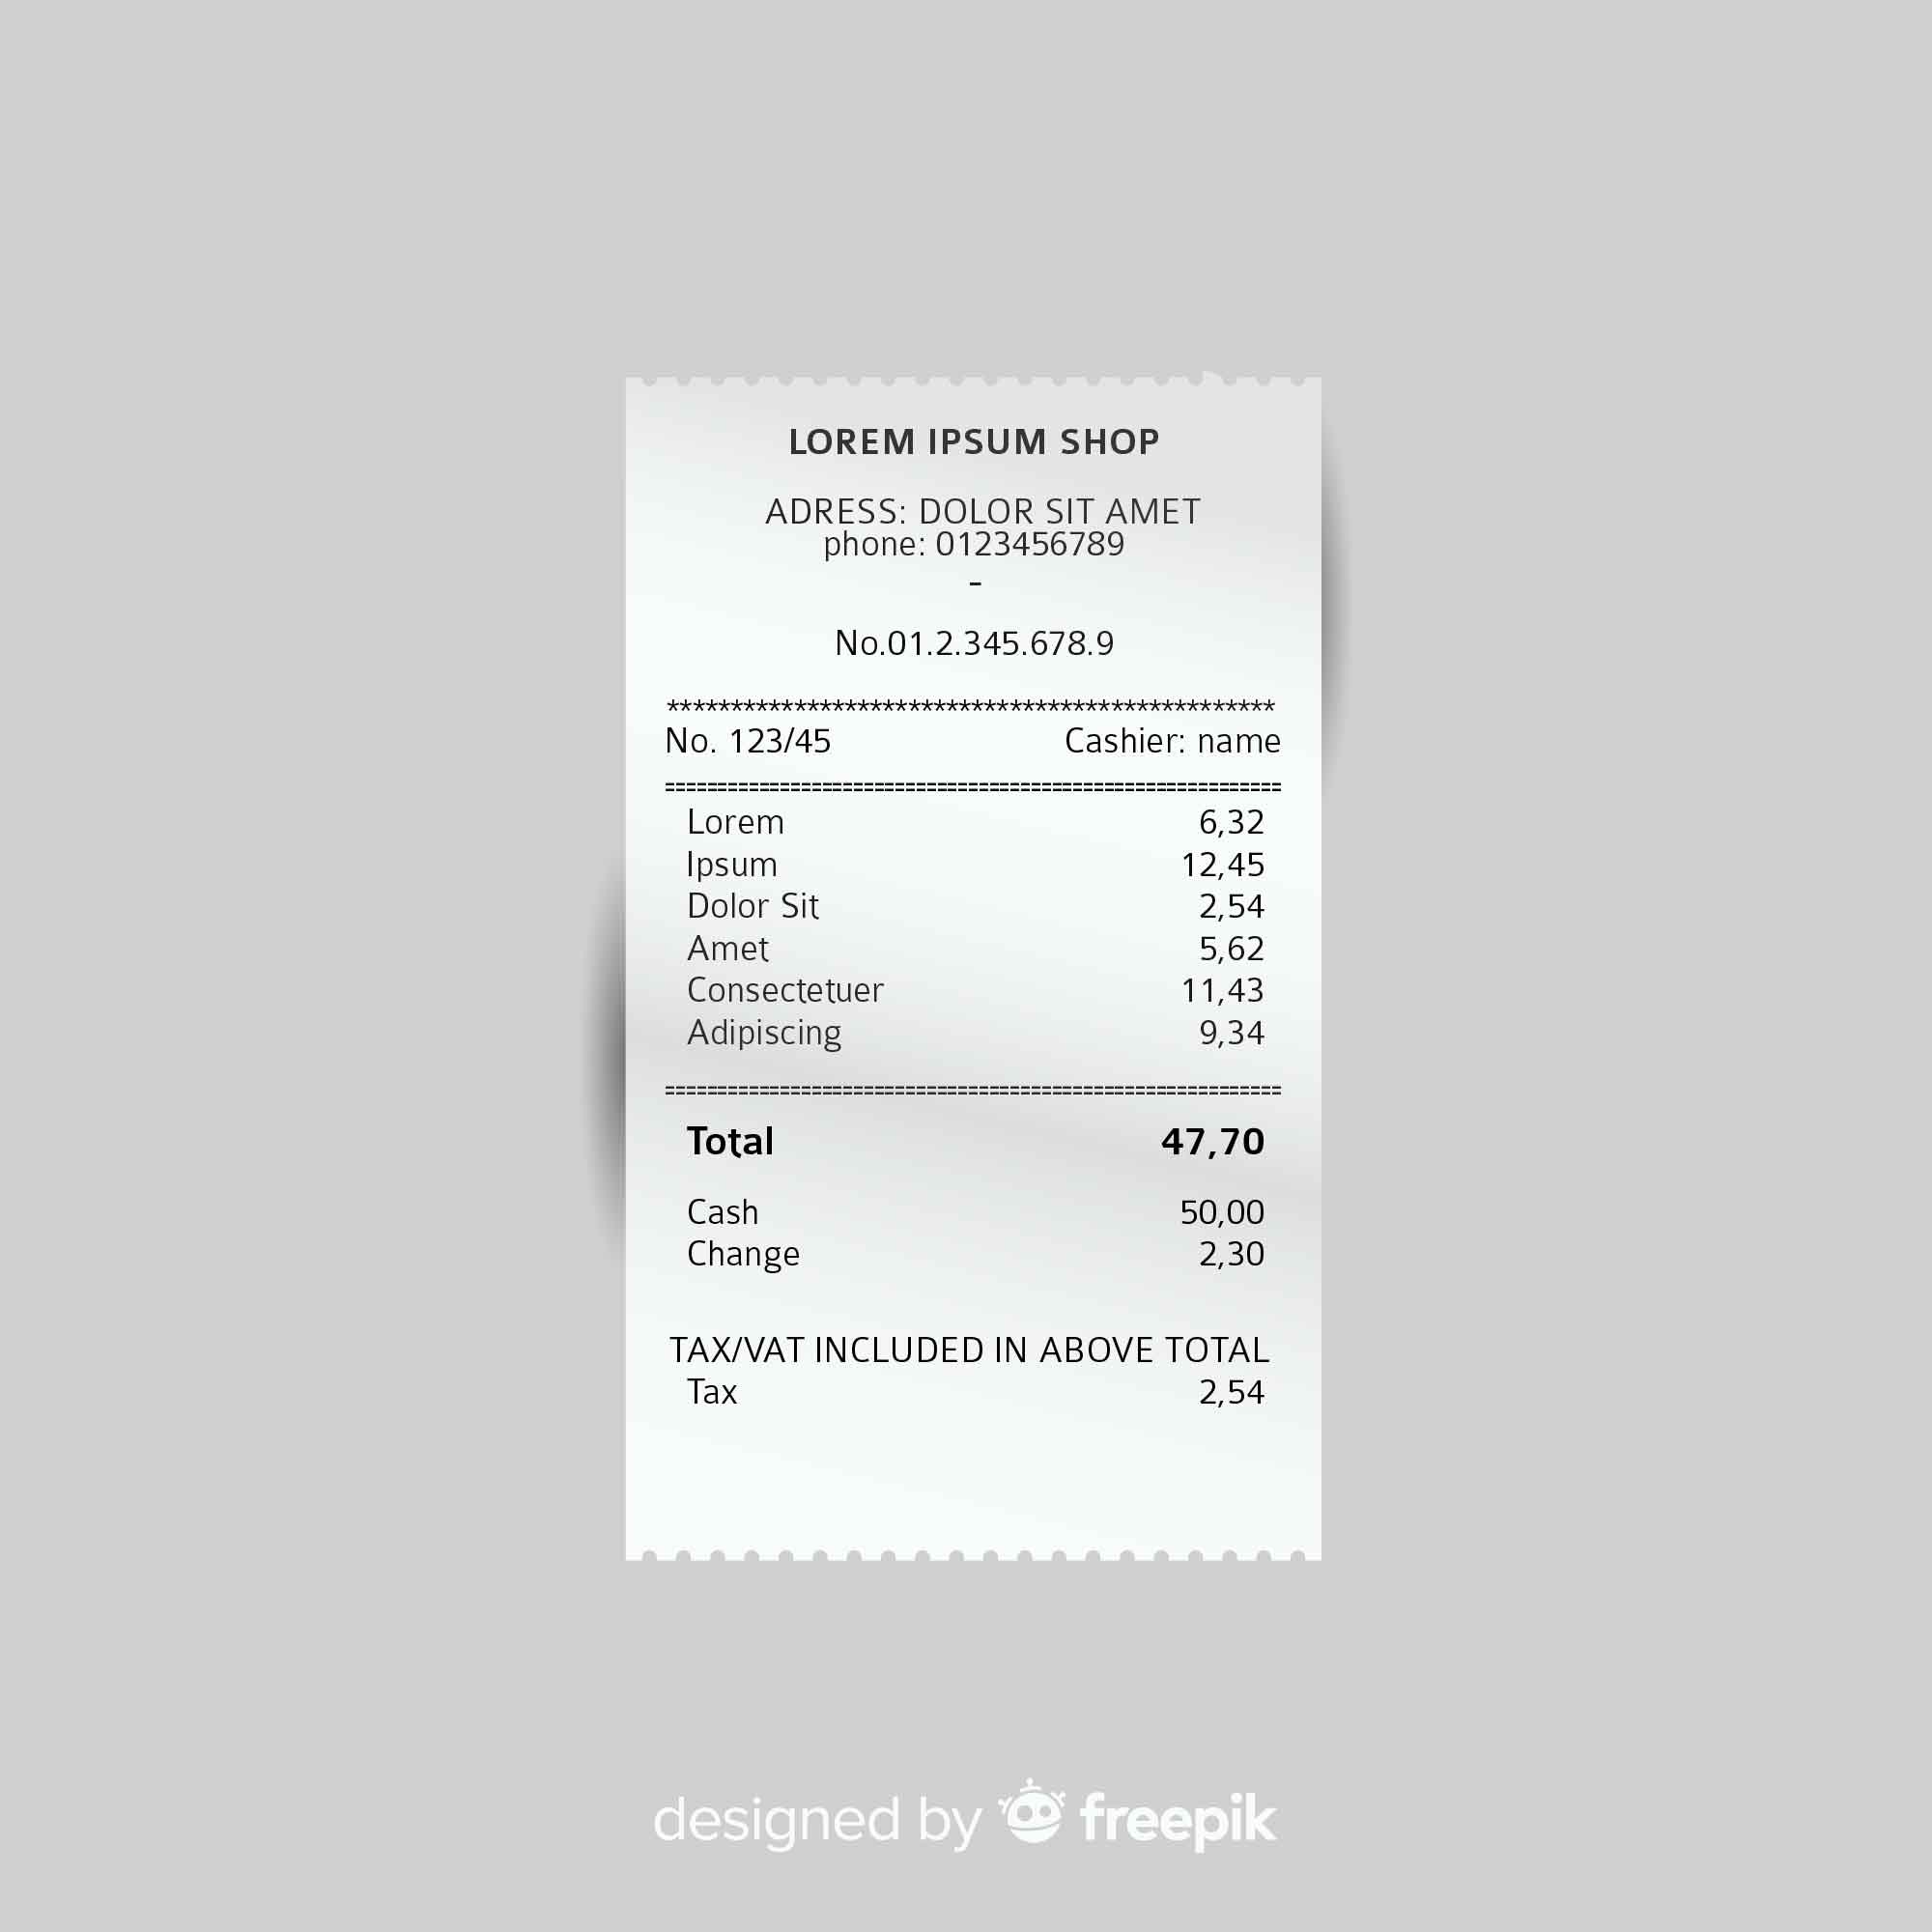 LOREM IPSUM SHOP
ADRESS: DOLOR SIT AMET
phone: 0123456789
-
No.01.2.345.678.9
************************************************
No. 123/45 Cashier: name
==========================================================
Lorem 6,32
Ipsum 12,45
Dolor Sit 2,54
Amet 5,62
Consectetuer 11,43
Adipiscing 9,34
==========================================================
Total 47,70
Cash 50,00
Change 2,30
TAX/VAT INCLUDED IN ABOVE TOTAL
Tax 2,54
designed by freepik